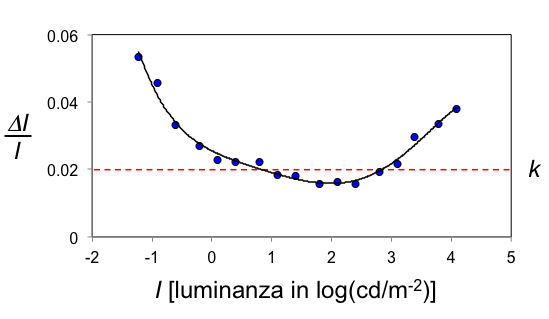 0.06
0.04
0.02
0
ΔI
I
k
-2 -1 0 1 2 3 4 5
I [luminanza in log(cd/m-2)]